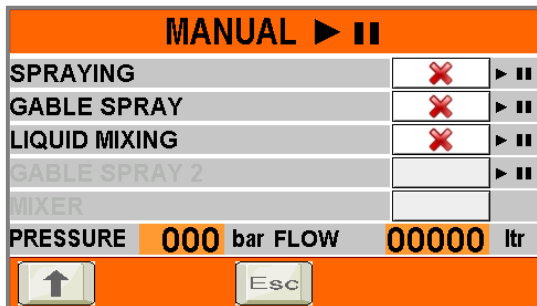 MANUAL ►❚❚
SPRAYING ►❚❚
GABLE SPRAY ►❚❚
LIQUID MIXING ►❚❚
GABLE SPRAY 2 ►❚❚
MIXER
PRESSURE 000 bar FLOW 00000 ltr
Esc